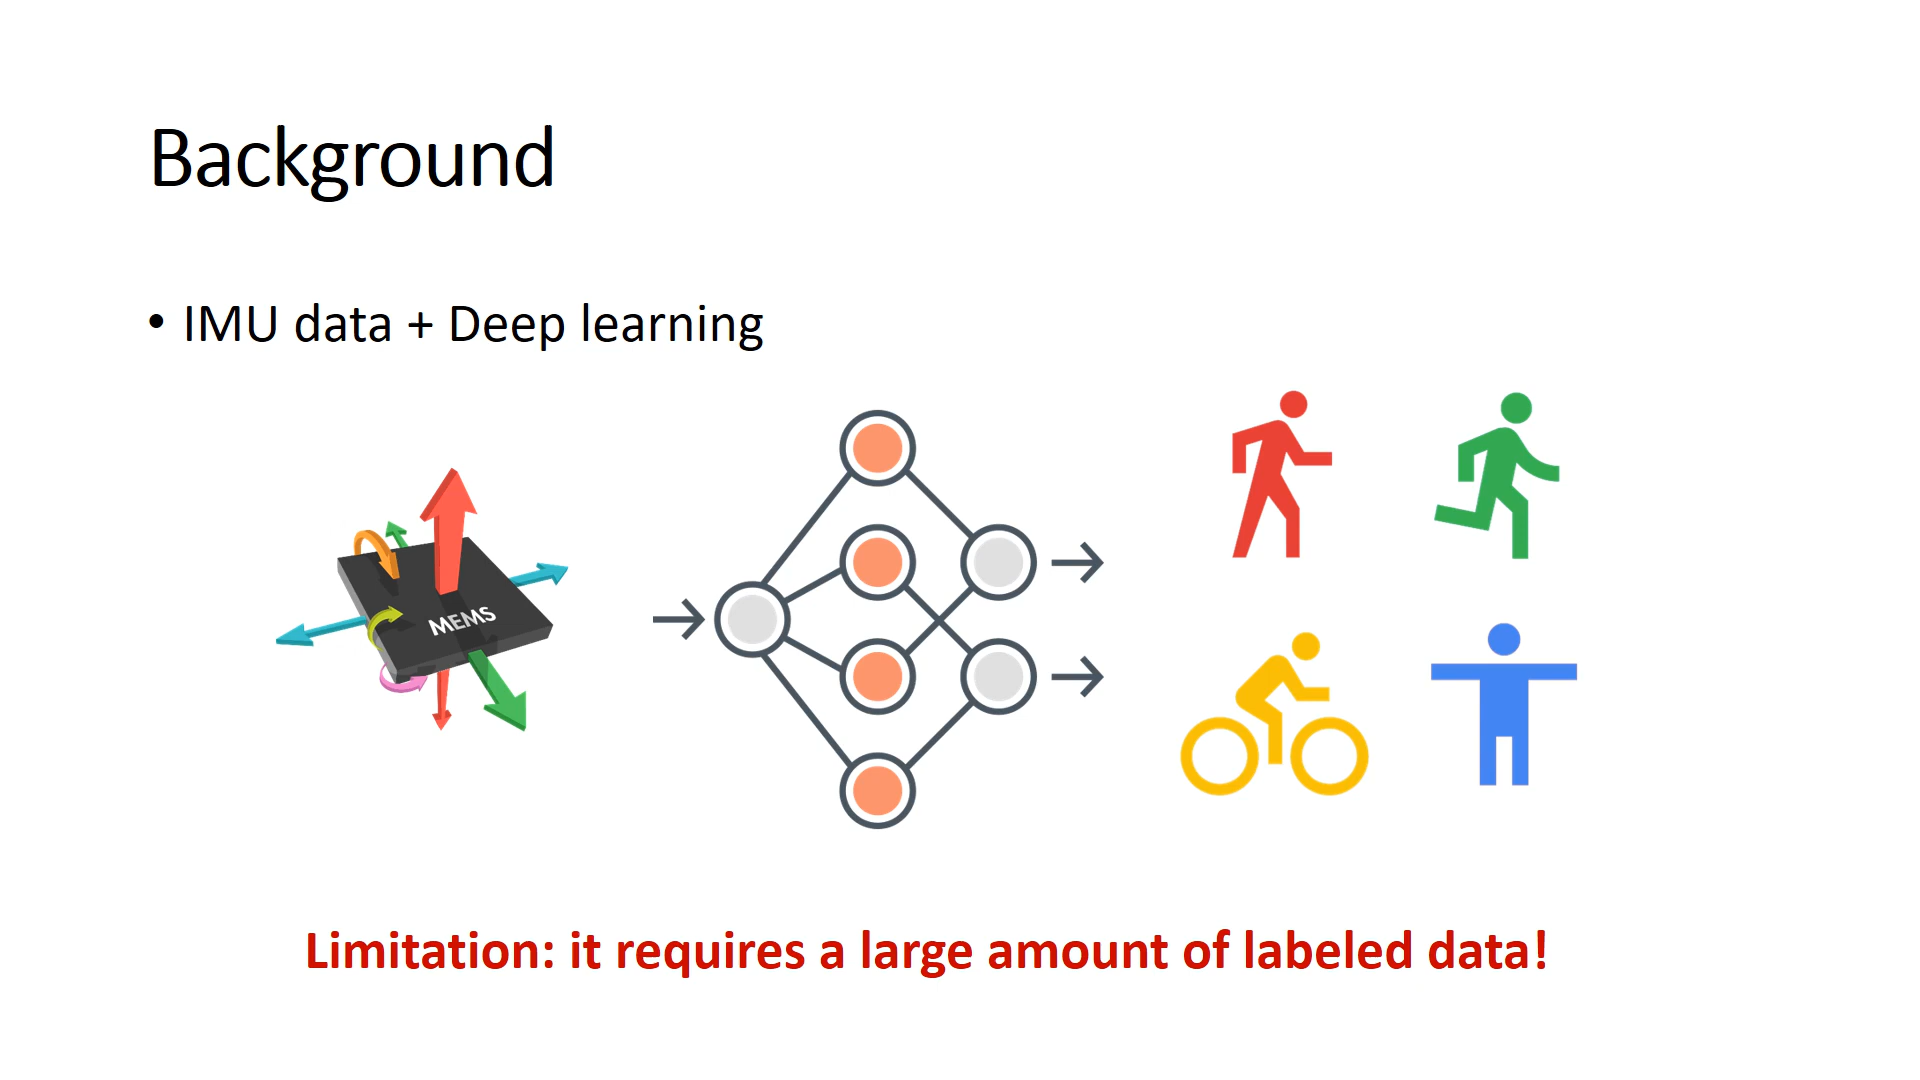 Background
• IMU data + Deep learning
MEMS
Limitation: it requires a large amount of labeled data!